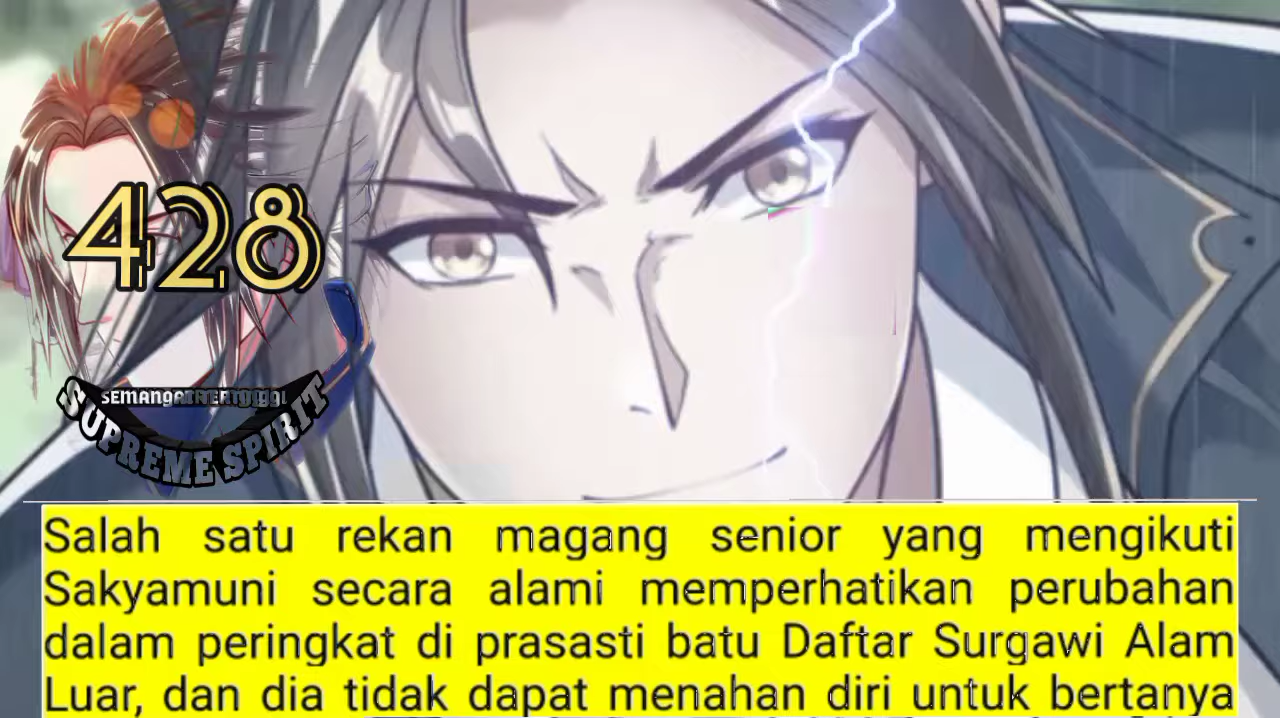 428
SUPREME SPIRIT
Salah satu rekan magang senior yang mengikuti
Sakyamuni secara alami memperhatikan perubahan
dalam peringkat di prasasti batu Daftar Surgawi Alam
Luar, dan dia tidak dapat menahan diri untuk bertanya